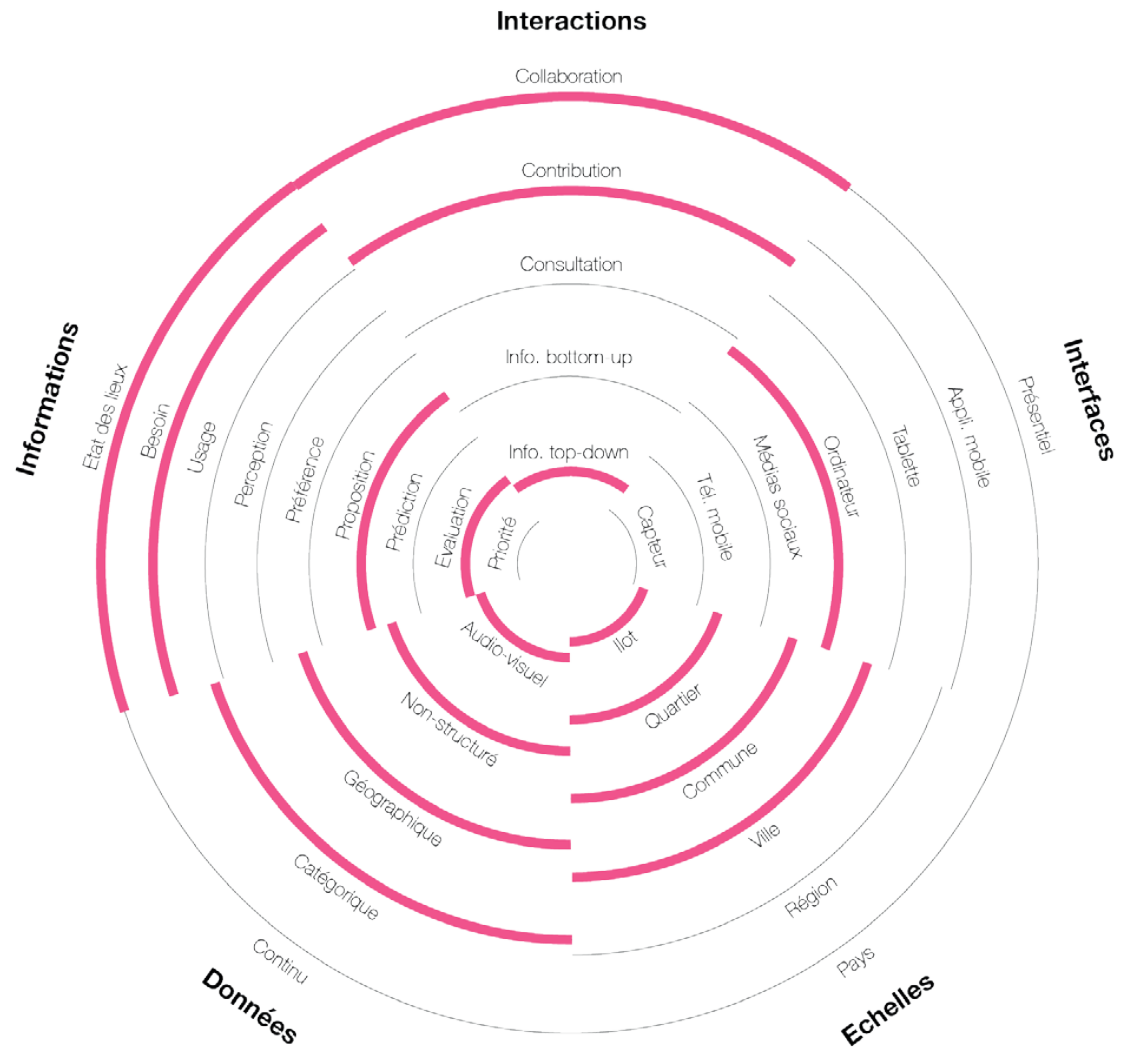 Interactions
Collaboration
Contribution
Consultation
Info. bottom-up
Info. top-down
Informations
Etat des lieux
Besoin
Usage
Perception
Préférence
Proposition
Prédiction
Evaluation
Priorité
Interfaces
Présentiel
Appli. mobile
Tablette
Ordinateur
Médias sociaux
Tél. mobile
Capteur
Données
Audio-visuel
Non-structuré
Géographique
Catégorique
Continu
Echelles
Ilot
Quartier
Commune
Ville
Région
Pays